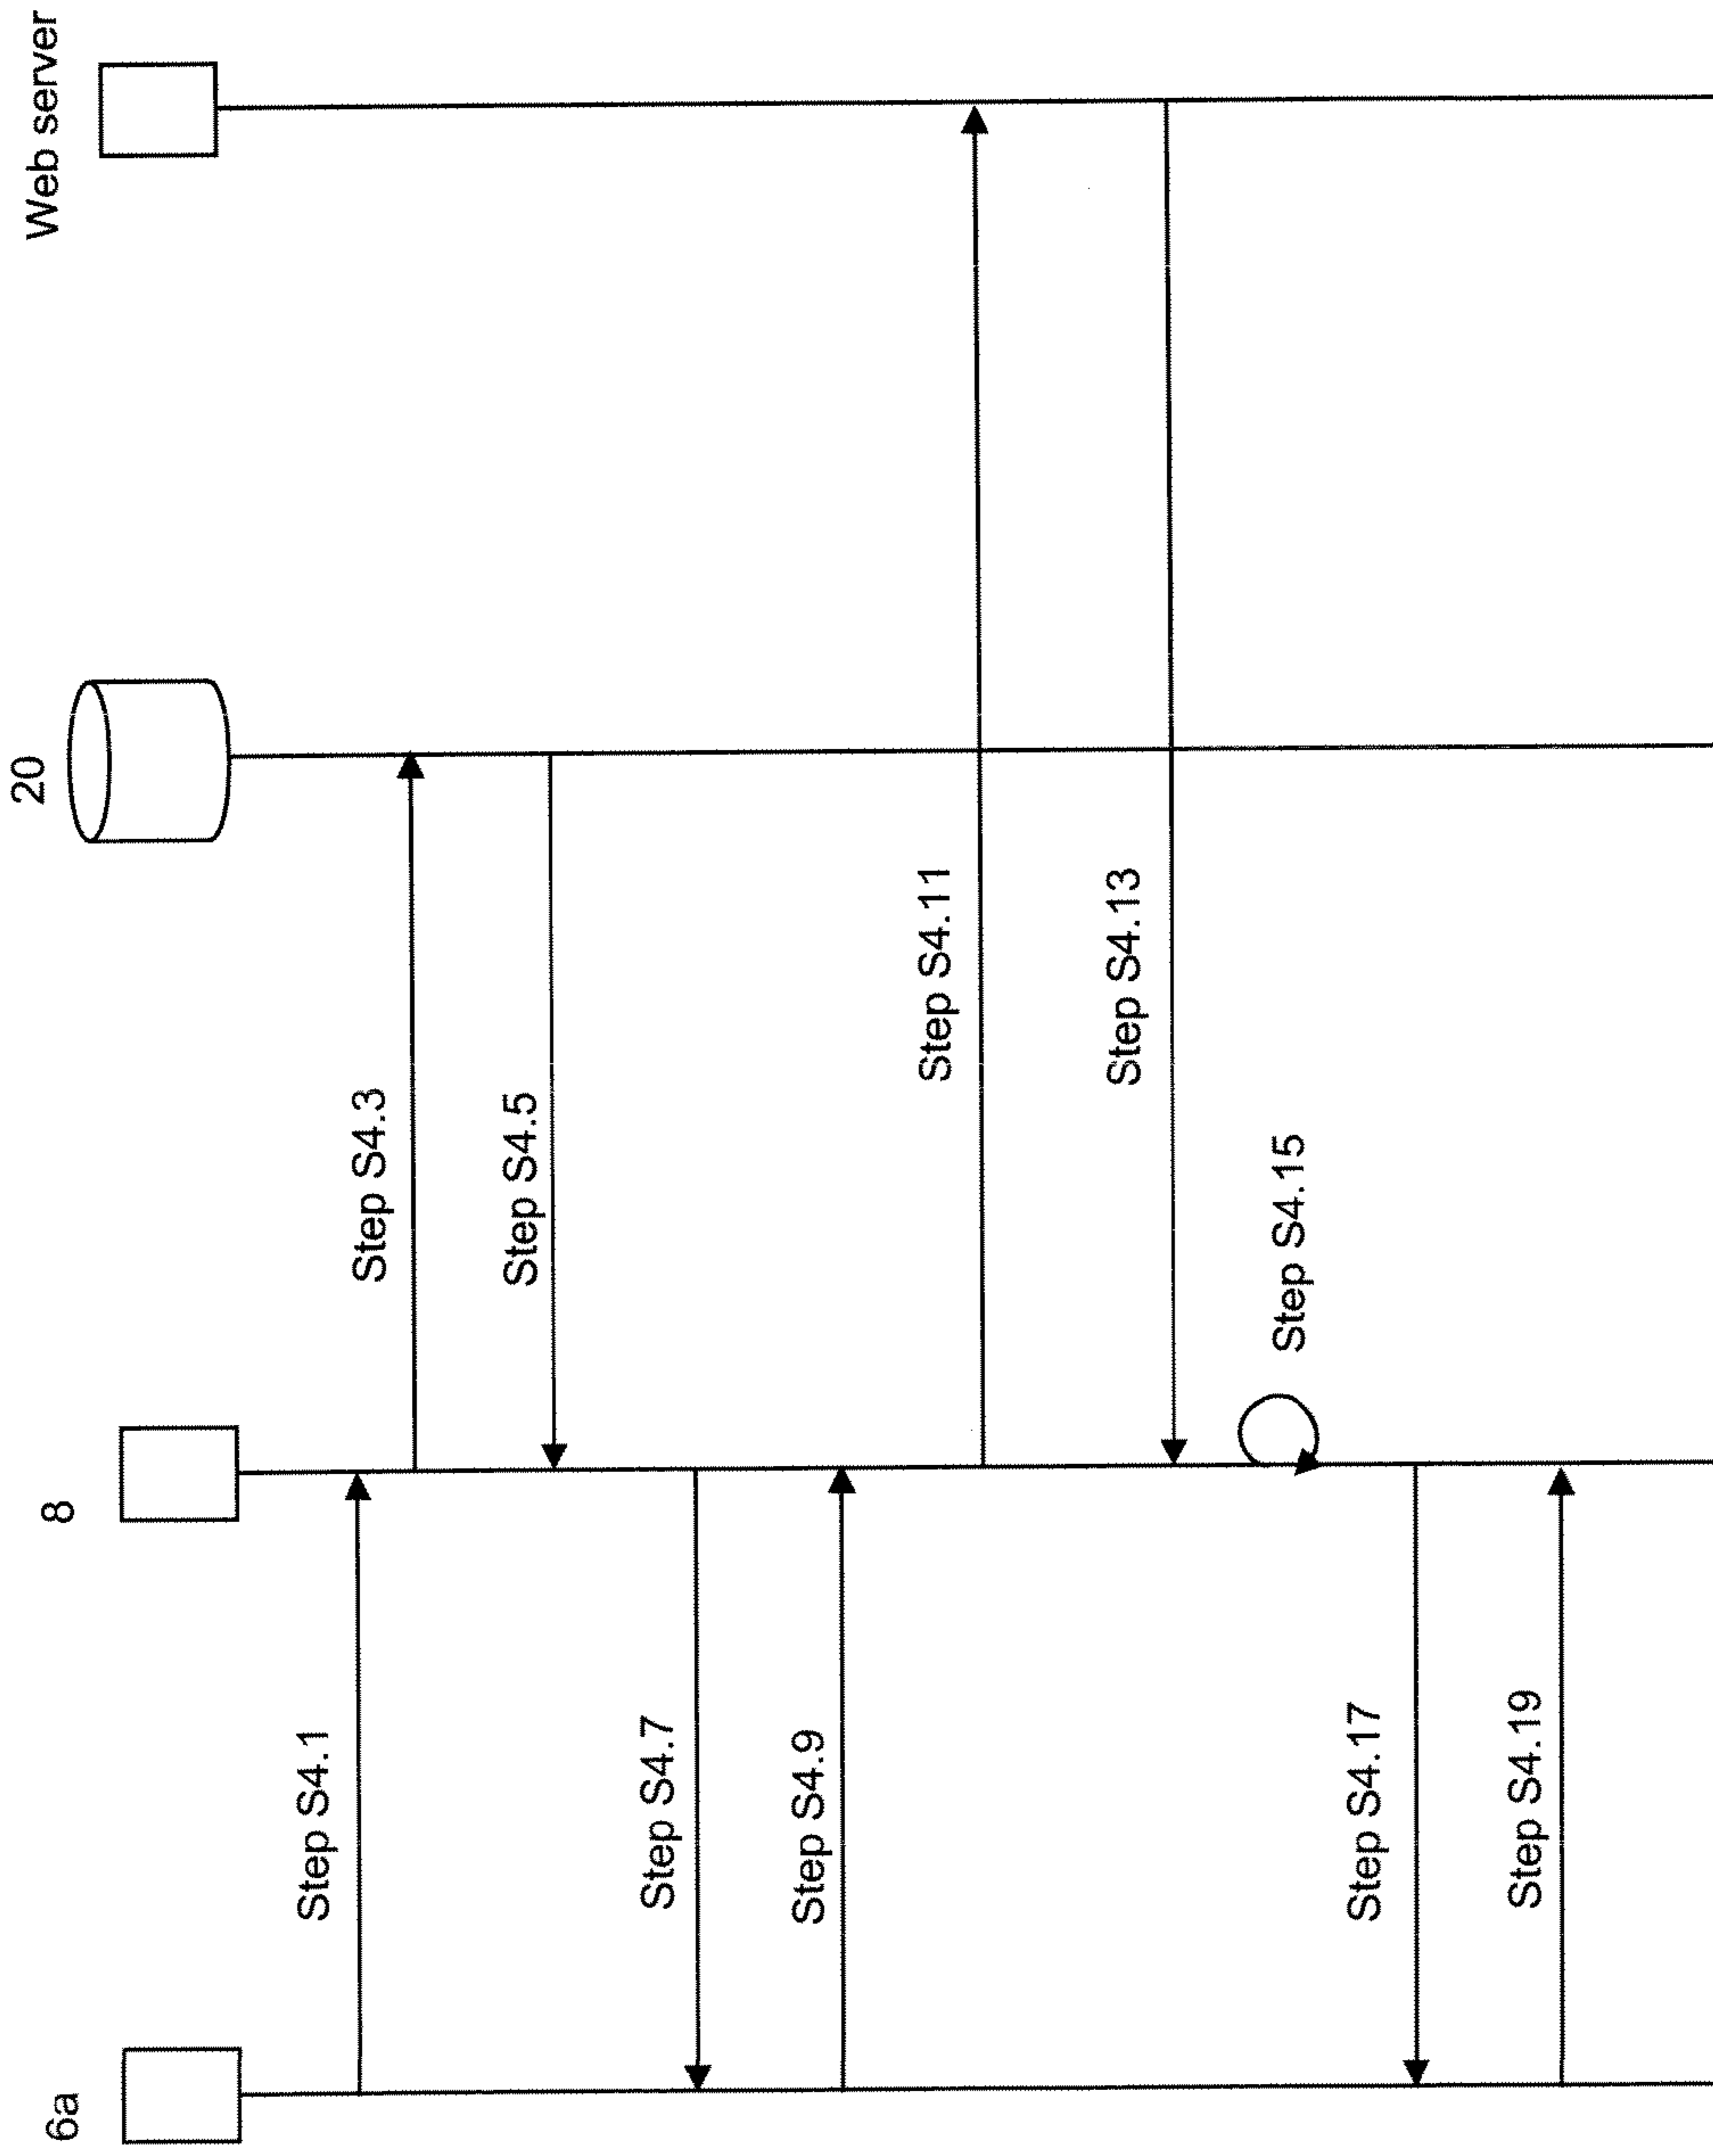 6a
8
20
Web server
Step S4.1
Step S4.3
Step S4.5
Step S4.7
Step S4.9
Step S4.11
Step S4.13
Step S4.15
Step S4.17
Step S4.19